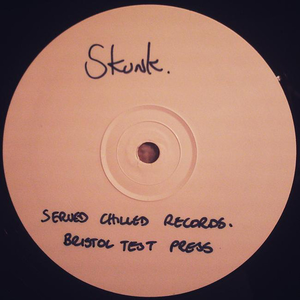 Skunk.
SERVED CHILLED RECORDS.
BRISTOL TEST PRESS